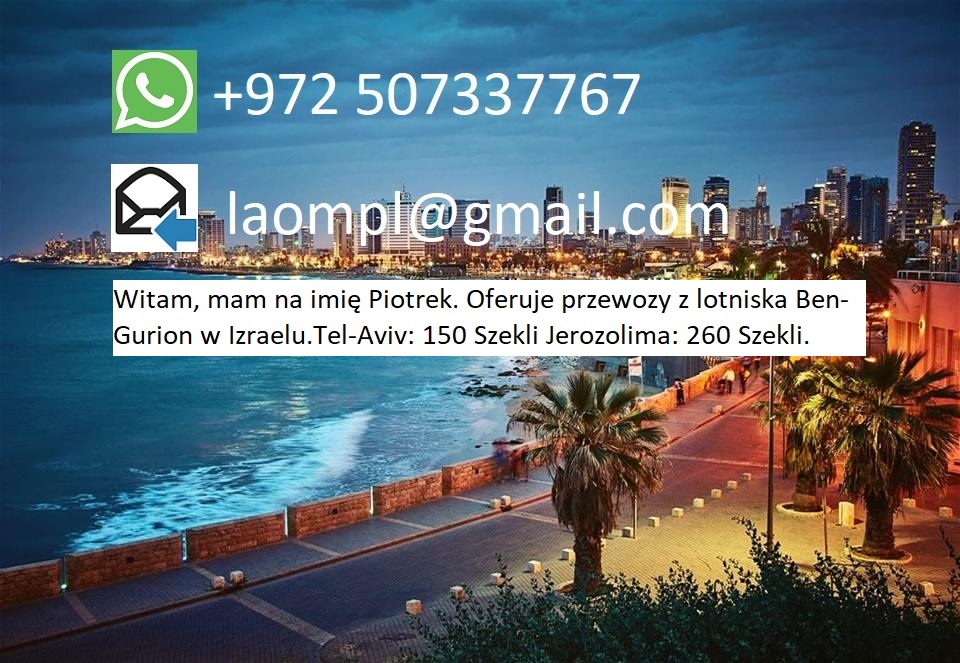 +972 507337767
laompl@gmail.com
Witam, mam na imię Piotrek. Oferuje przewozy z lotniska Ben-
Gurion w Izraelu.Tel-Aviv: 150 Szekli Jerozolima: 260 Szekli.